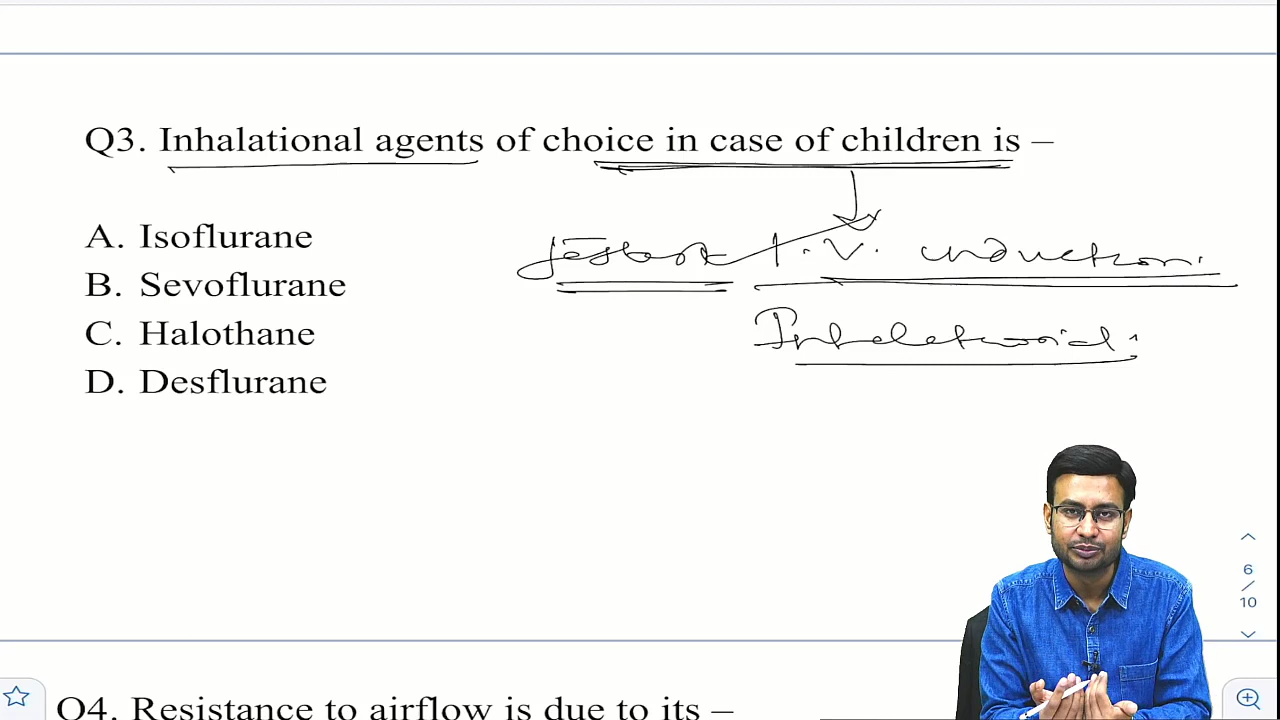 Q3. Inhalational agents of choice in case of children is –
A. Isoflurane
B. Sevoflurane
C. Halothane
D. Desflurane
I.V. induction.
Inhalational.
6
/
10
Q4. Resistance to airflow is due to its –